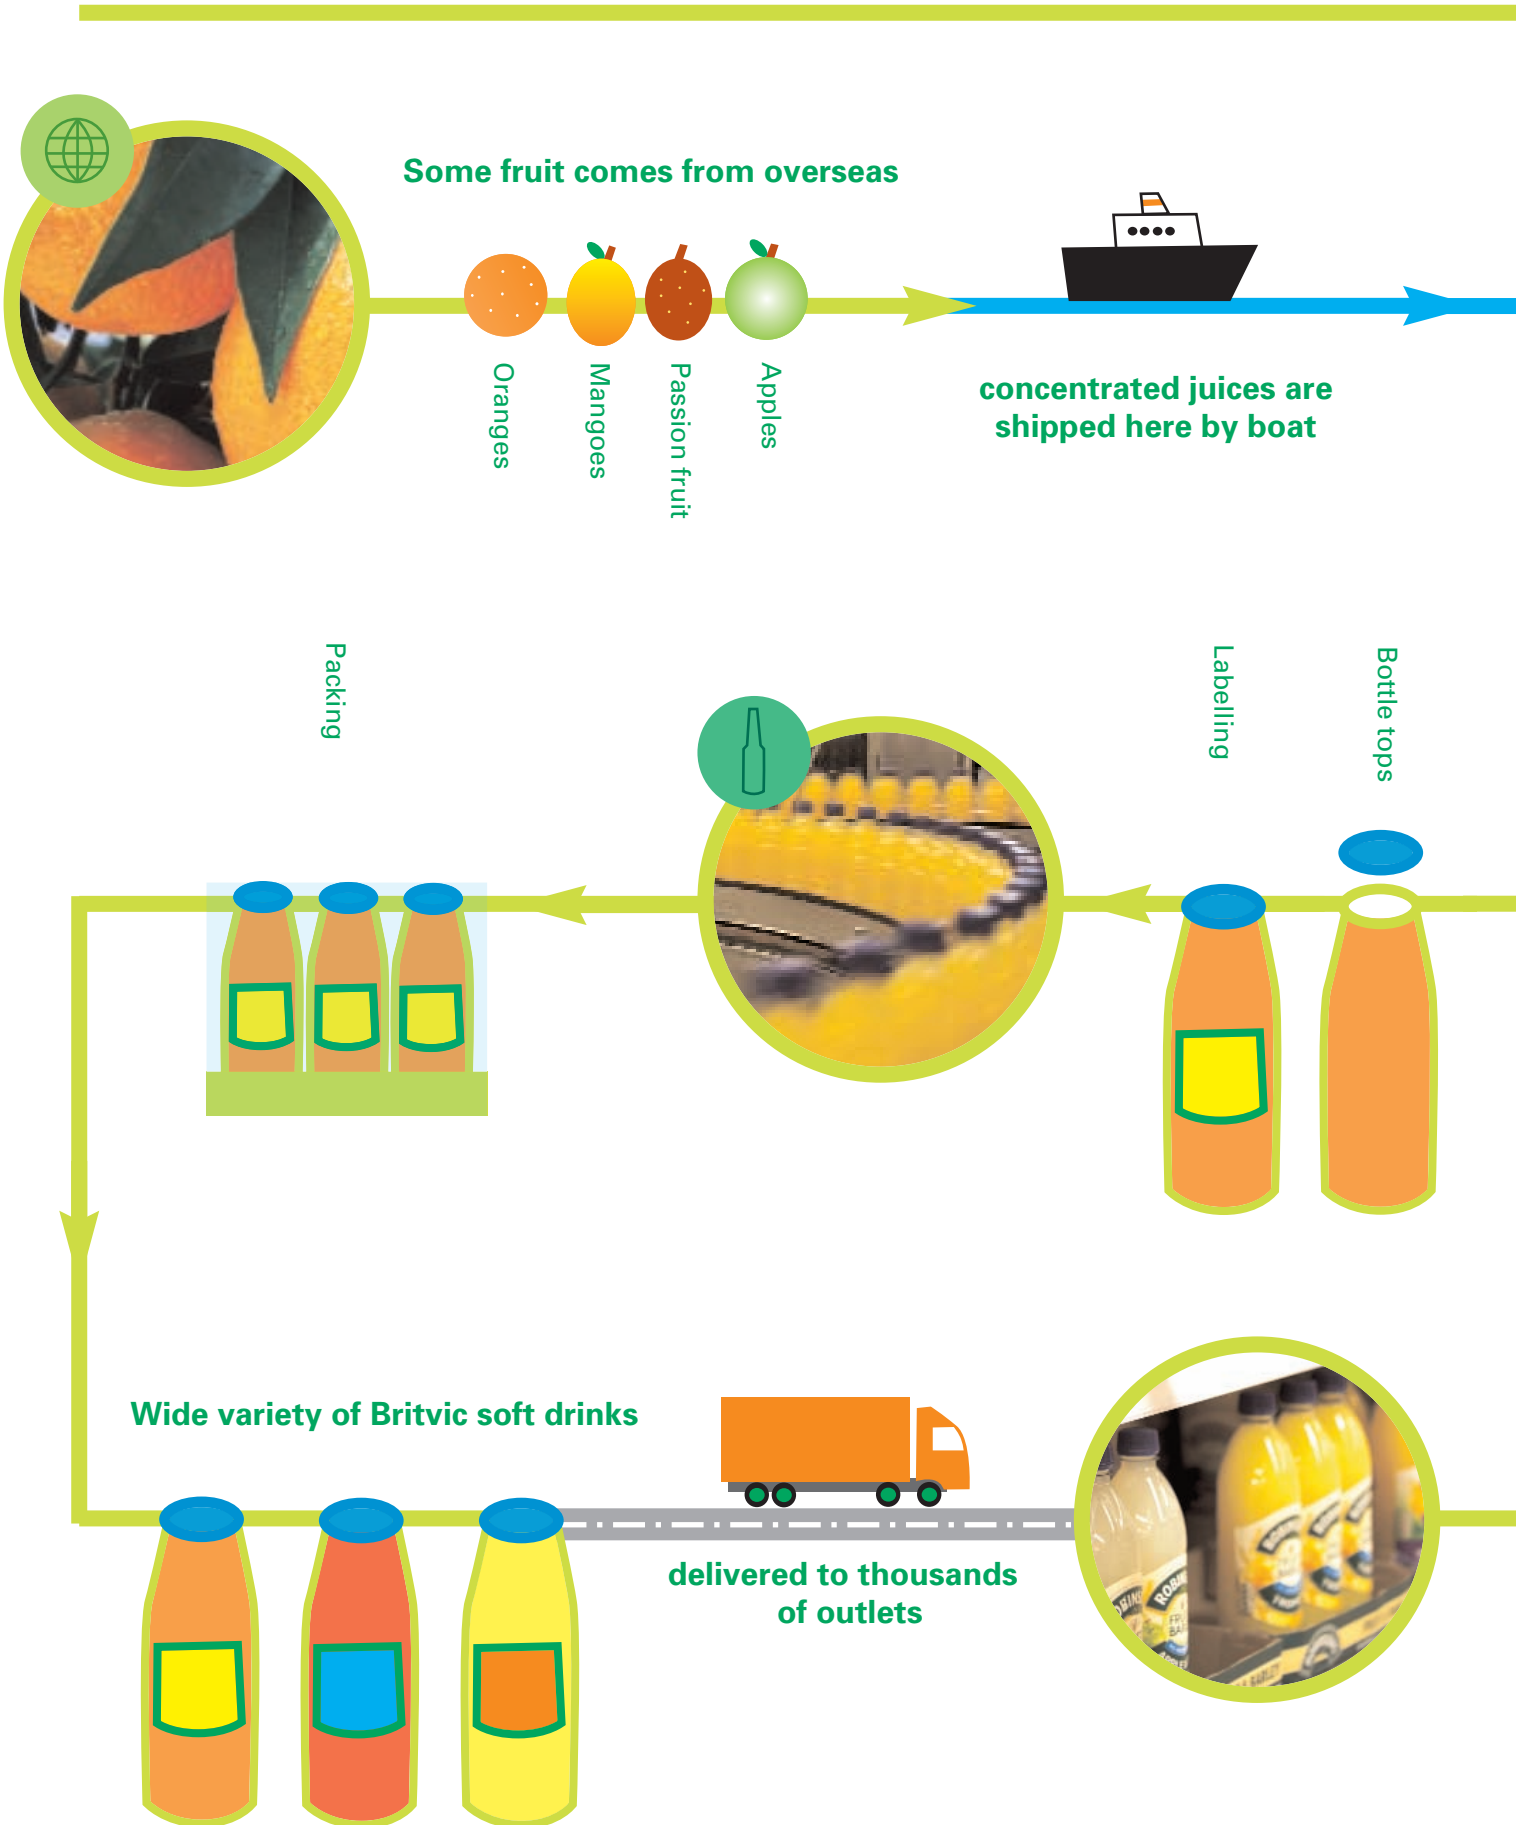 Some fruit comes from overseas
Oranges
Mangoes
Passion fruit
Apples
concentrated juices are
shipped here by boat
Packing
Labelling
Bottle tops
Wide variety of Britvic soft drinks
delivered to thousands
of outlets